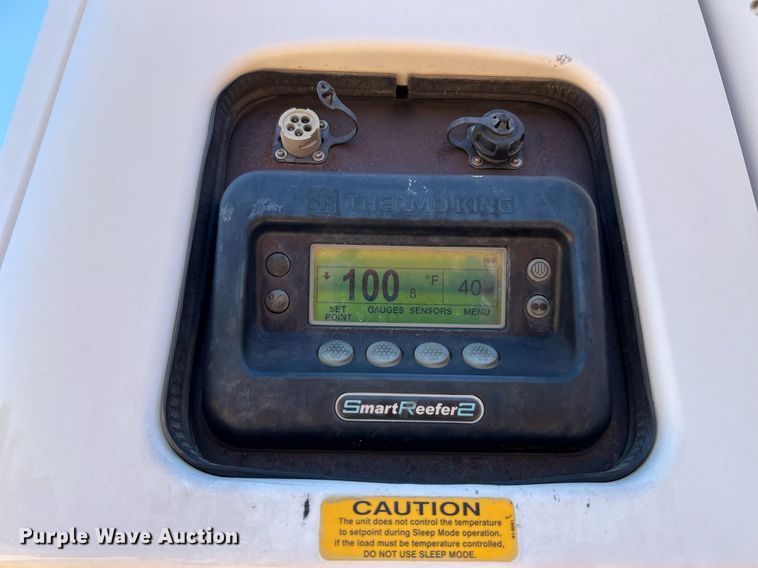 THERMO KING
100.8 °F 40
SET POINT GAUGES SENSORS MENU
SmartReefer2
CAUTION
The unit does not control the temperature
to setpoint during Sleep Mode operation.
If the load must be temperature controlled,
DO NOT USE SLEEP MODE.
Purple Wave Auction